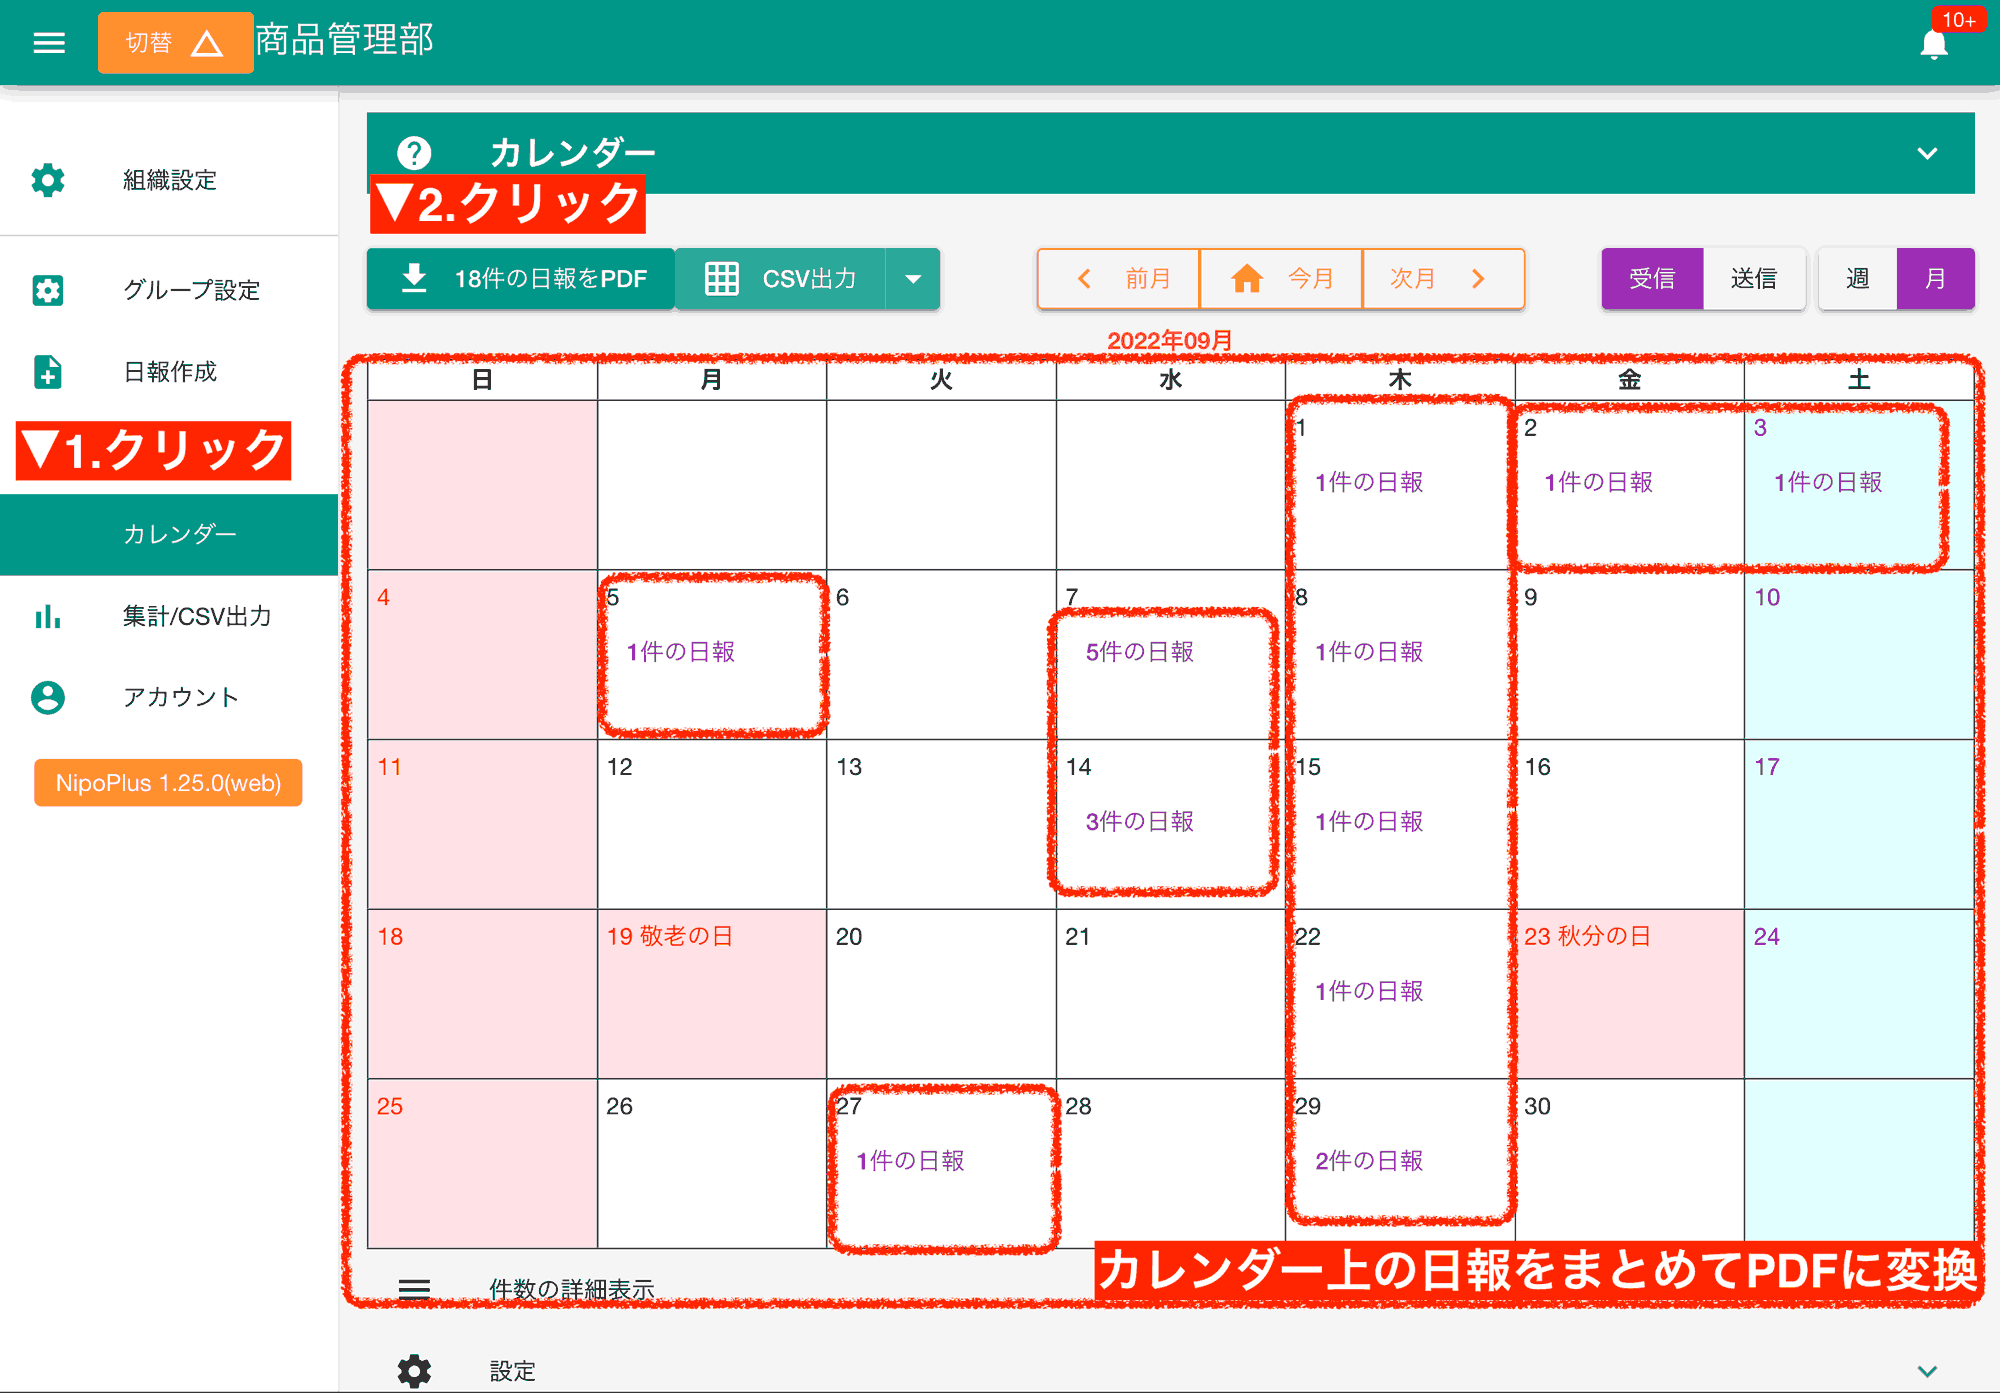 切替
商品管理部
10+
組織設定
グループ設定
日報作成
▼1.クリック
カレンダー
集計/CSV出力
アカウント
NipoPlus 1.25.0(web)
カレンダー
▼2.クリック
18件の日報をPDF
CSV出力
前月
今月
次月
受信
送信
週
月
2022年09月
日 月 火 水 木 金 土
1 2 3
1件の日報 1件の日報 1件の日報
4 5 6 7 8 9 10
1件の日報 5件の日報 1件の日報
11 12 13 14 15 16 17
3件の日報 1件の日報
18 19 敬老の日 20 21 22 23 秋分の日 24
1件の日報
25 26 27 28 29 30
1件の日報 2件の日報
カレンダー上の日報をまとめてPDFに変換
件数の詳細表示
設定